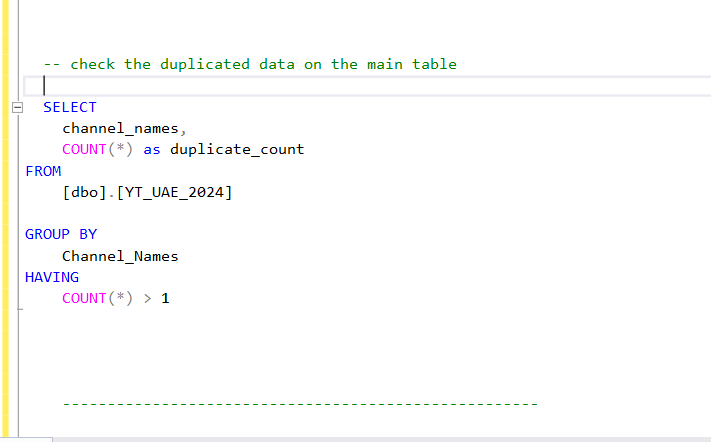 -- check the duplicated data on the main table
SELECT
channel_names,
COUNT(*) as duplicate_count
FROM
[dbo].[YT_UAE_2024]
GROUP BY
Channel_Names
HAVING
COUNT(*) > 1
-----------------------------------------------------